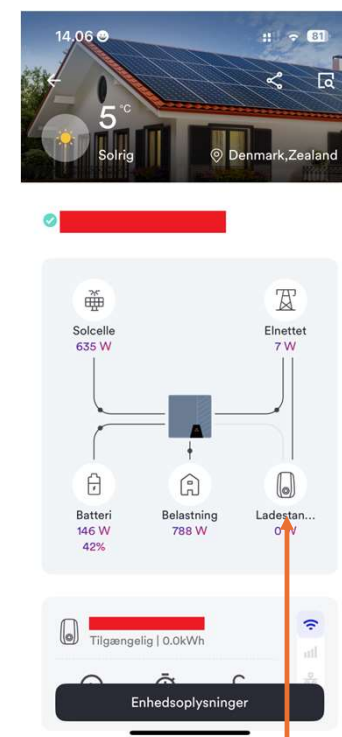 14.06
81
5 °C
Solrig
Denmark,Zealand
Solcelle
635 W
Elnettet
7 W
Batteri
146 W
42%
Belastning
788 W
Ladestan...
0 W
Tilgængelig | 0.0kWh
Enhedsoplysninger